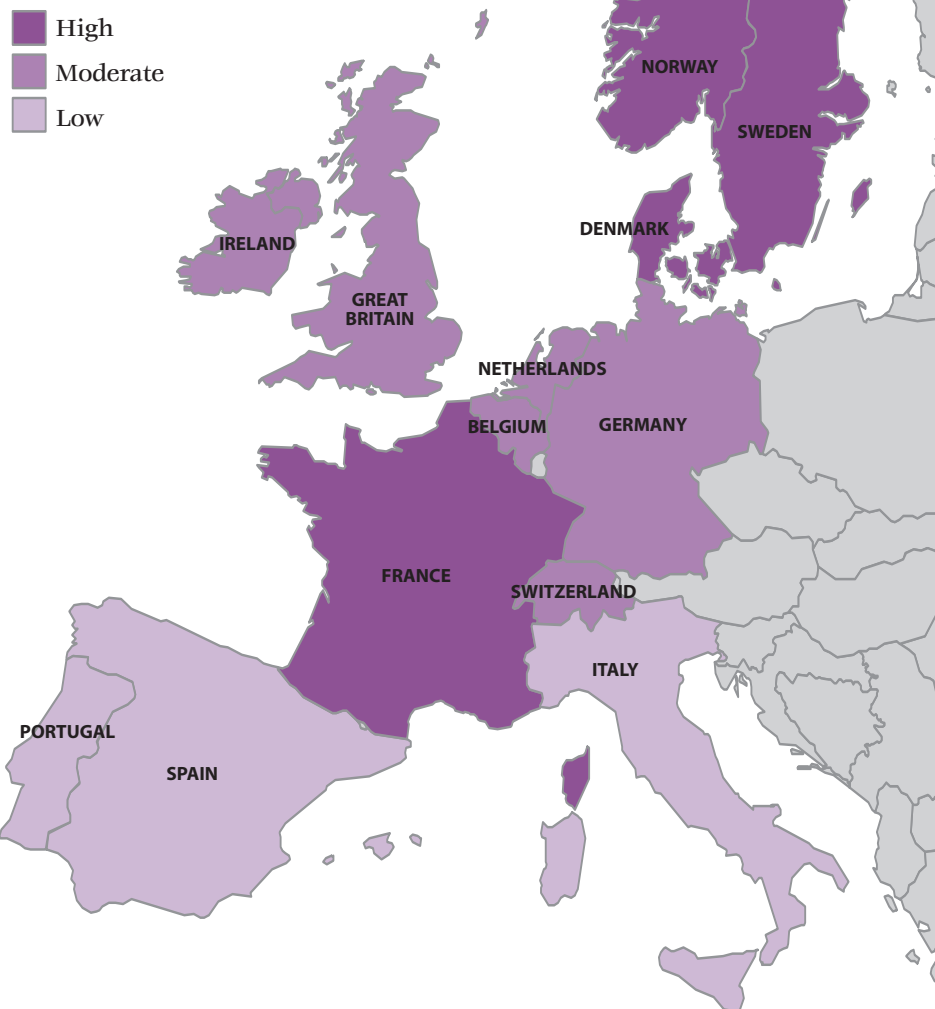 High
Moderate
Low
NORWAY
SWEDEN
DENMARK
IRELAND
GREAT
BRITAIN
NETHERLANDS
BELGIUM
GERMANY
FRANCE
SWITZERLAND
ITALY
PORTUGAL
SPAIN